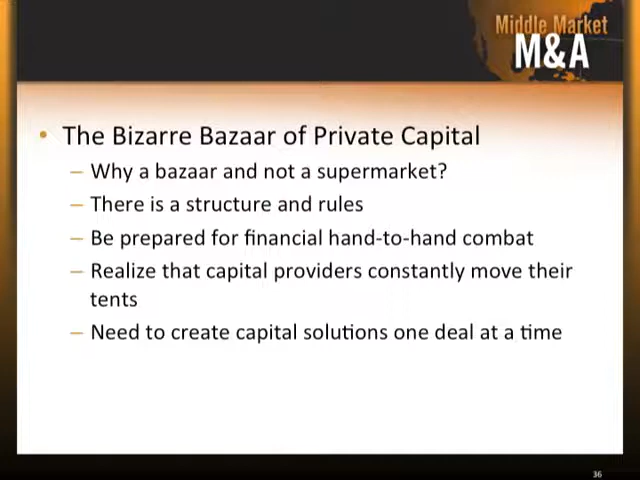 Middle Market
M&A
• The Bizarre Bazaar of Private Capital
– Why a bazaar and not a supermarket?
– There is a structure and rules
– Be prepared for financial hand-to-hand combat
– Realize that capital providers constantly move their
tents
– Need to create capital solutions one deal at a time
36